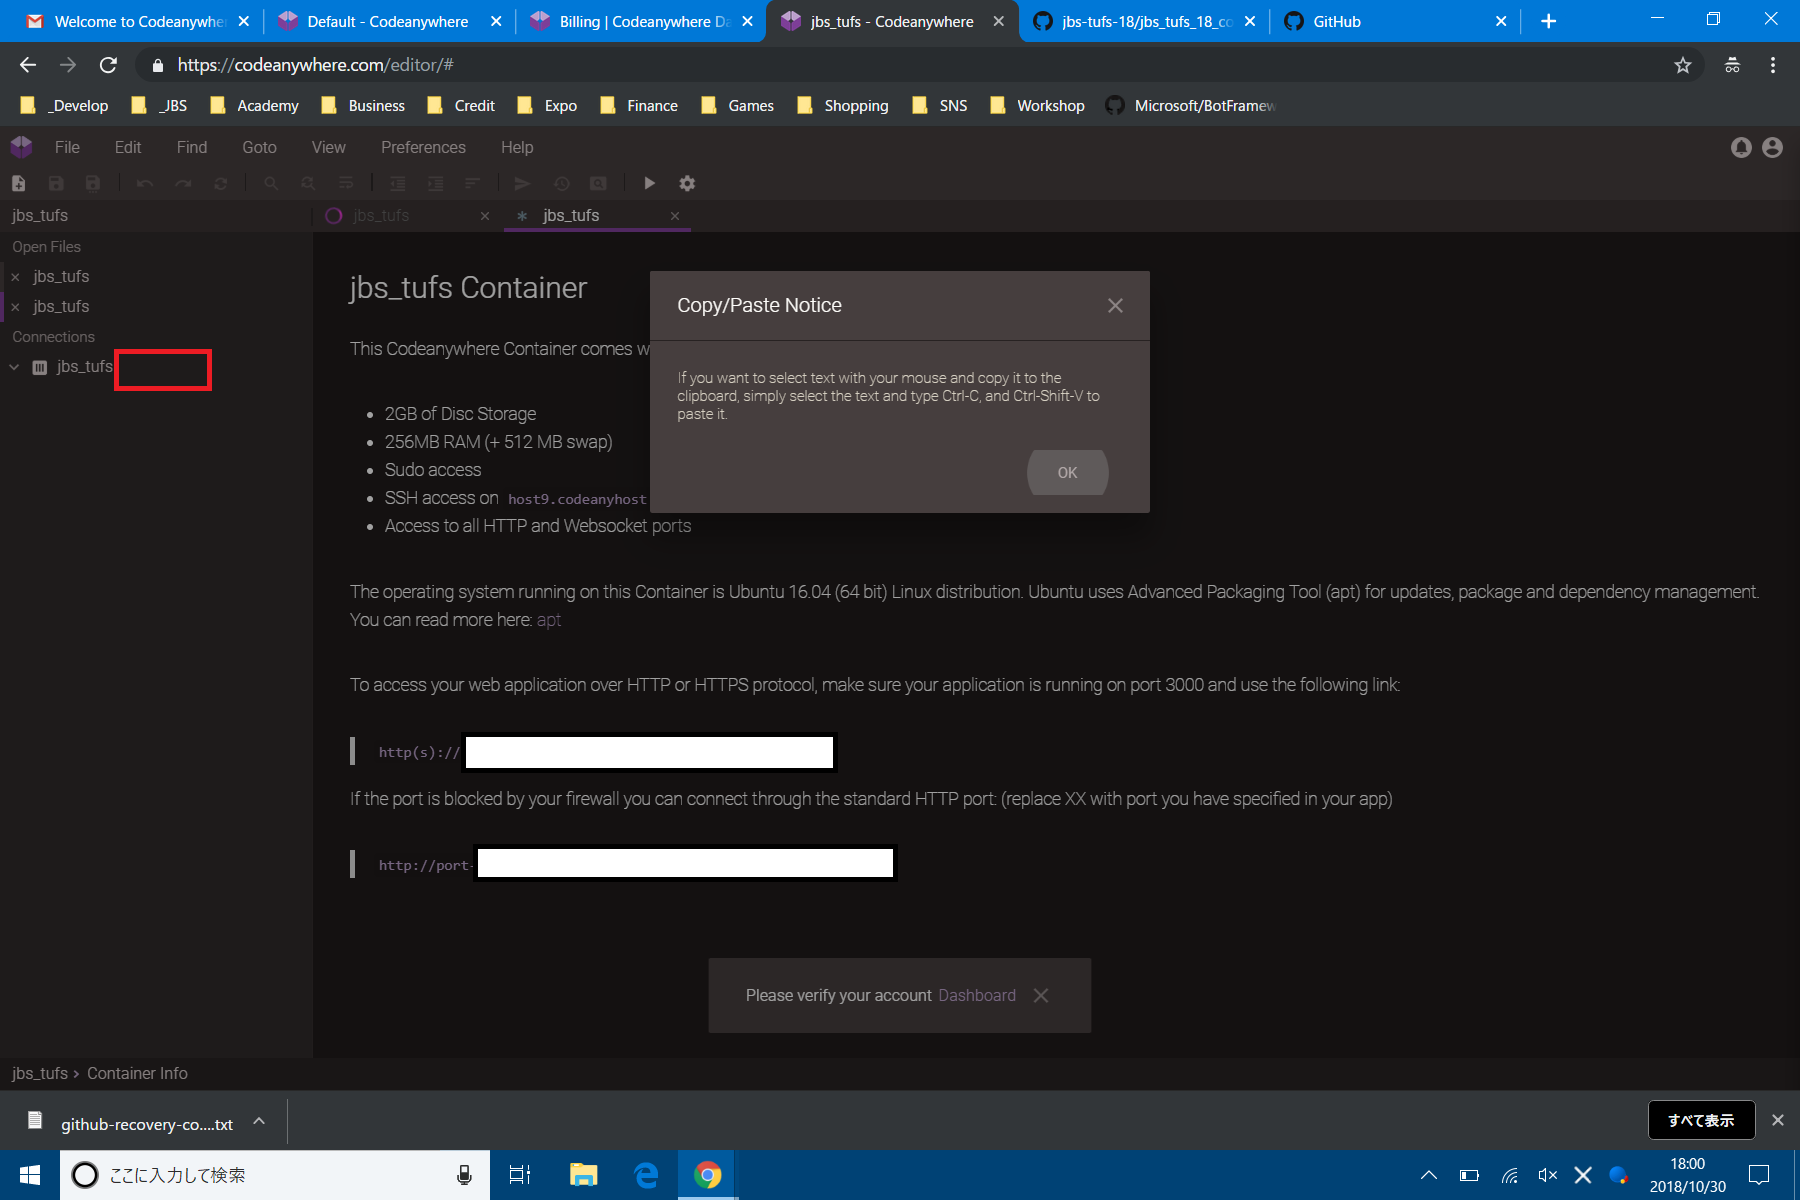 Welcome to Codeanywhe
Default - Codeanywhere
Billing | Codeanywhere Da
jbs_tufs - Codeanywhere
jbs-tufs-18/jbs_tufs_18_co
GitHub
https://codeanywhere.com/editor/#
_Develop
_JBS
Academy
Business
Credit
Expo
Finance
Games
Shopping
SNS
Workshop
Microsoft/BotFramew
File
Edit
Find
Goto
View
Preferences
Help
jbs_tufs
jbs_tufs
jbs_tufs
Open Files
jbs_tufs
jbs_tufs
Connections
jbs_tufs
jbs_tufs Container
This Codeanywhere Container comes w
2GB of Disc Storage
256MB RAM (+ 512 MB swap)
Sudo access
SSH access on host9.codeanyhost
Access to all HTTP and Websocket ports
Copy/Paste Notice
If you want to select text with your mouse and copy it to the
clipboard, simply select the text and type Ctrl-C, and Ctrl-Shift-V to
paste it.
OK
The operating system running on this Container is Ubuntu 16.04 (64 bit) Linux distribution. Ubuntu uses Advanced Packaging Tool (apt) for updates, package and dependency management.
You can read more here: apt
To access your web application over HTTP or HTTPS protocol, make sure your application is running on port 3000 and use the following link:
http(s)://
If the port is blocked by your firewall you can connect through the standard HTTP port: (replace XX with port you have specified in your app)
http://port-
Please verify your account Dashboard
jbs_tufs > Container Info
github-recovery-co....txt
すべて表示
ここに入力して検索
18:00
2018/10/30